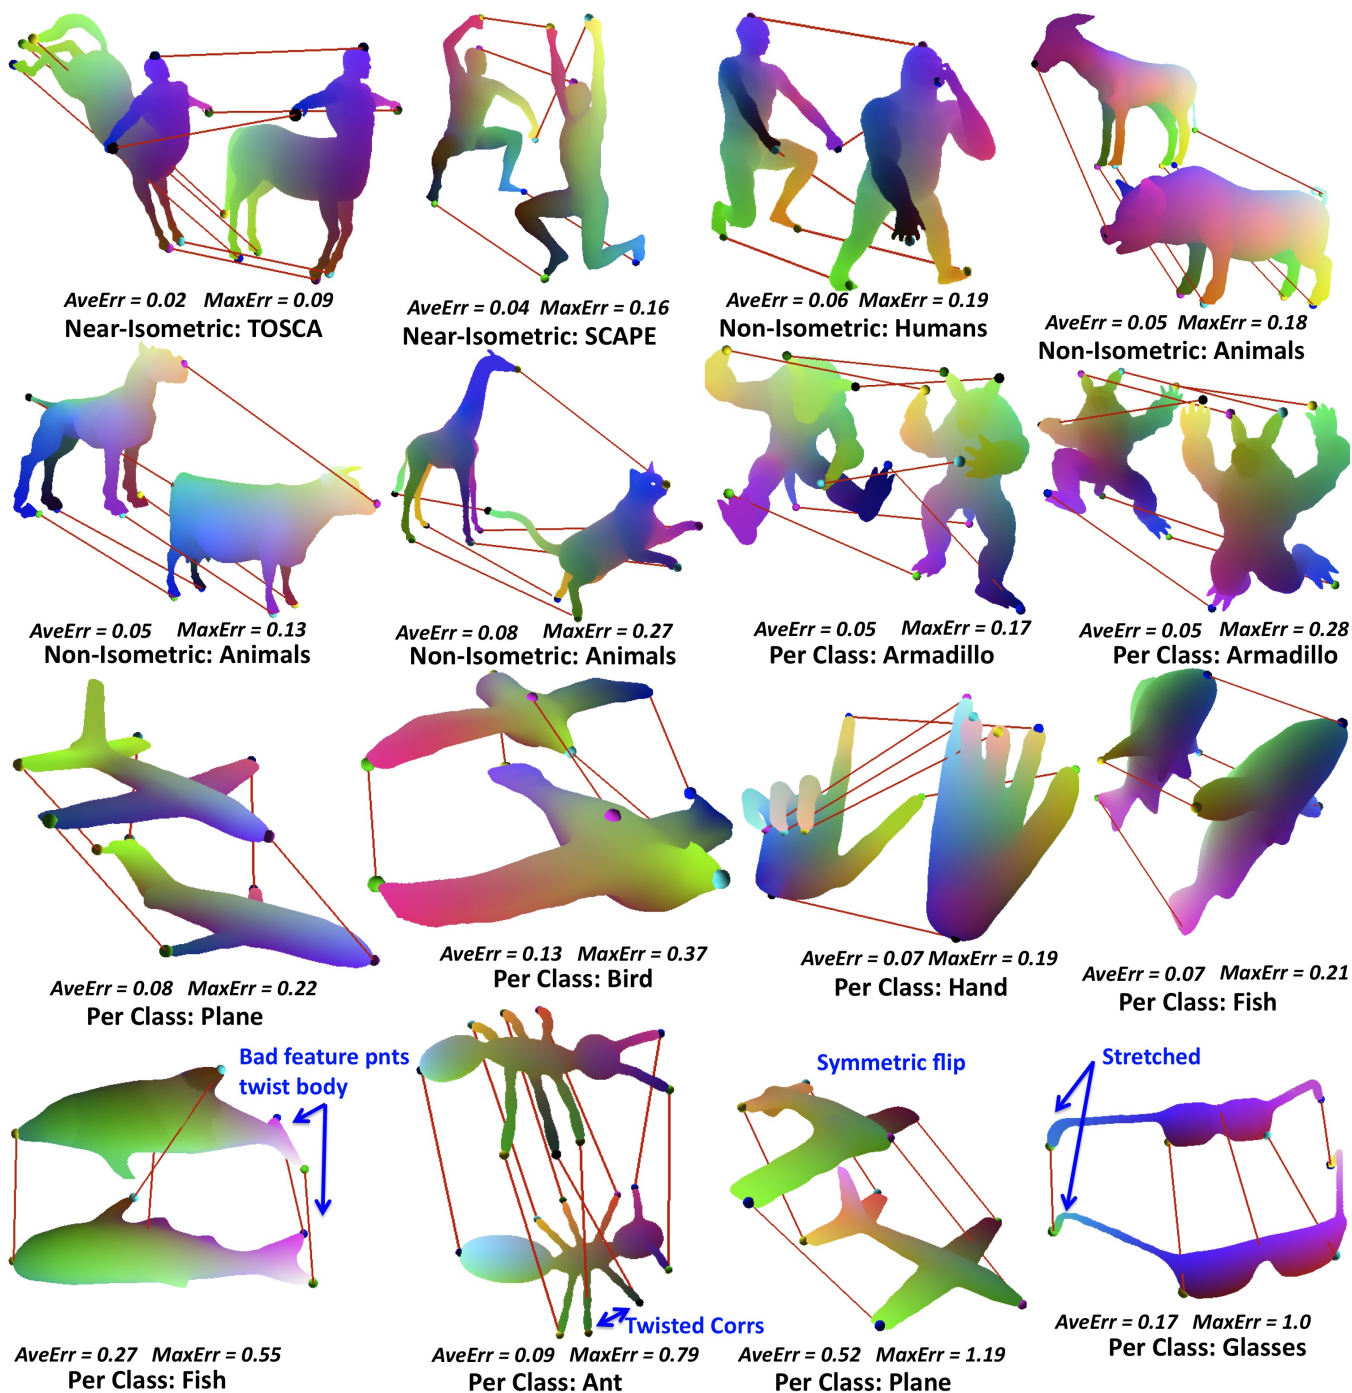 AveErr = 0.02 MaxErr = 0.09
Near-Isometric: TOSCA
AveErr = 0.04 MaxErr = 0.16
Near-Isometric: SCAPE
AveErr = 0.06 MaxErr = 0.19
Non-Isometric: Humans
AveErr = 0.05 MaxErr = 0.18
Non-Isometric: Animals
AveErr = 0.05 MaxErr = 0.13
Non-Isometric: Animals
AveErr = 0.08 MaxErr = 0.27
Non-Isometric: Animals
AveErr = 0.05 MaxErr = 0.17
Per Class: Armadillo
AveErr = 0.05 MaxErr = 0.28
Per Class: Armadillo
AveErr = 0.08 MaxErr = 0.22
Per Class: Plane
AveErr = 0.13 MaxErr = 0.37
Per Class: Bird
AveErr = 0.07 MaxErr = 0.19
Per Class: Hand
AveErr = 0.07 MaxErr = 0.21
Per Class: Fish
Bad feature pnts
twist body
AveErr = 0.27 MaxErr = 0.55
Per Class: Fish
Twisted Corrs
AveErr = 0.09 MaxErr = 0.79
Per Class: Ant
Symmetric flip
AveErr = 0.52 MaxErr = 1.19
Per Class: Plane
Stretched
AveErr = 0.17 MaxErr = 1.0
Per Class: Glasses